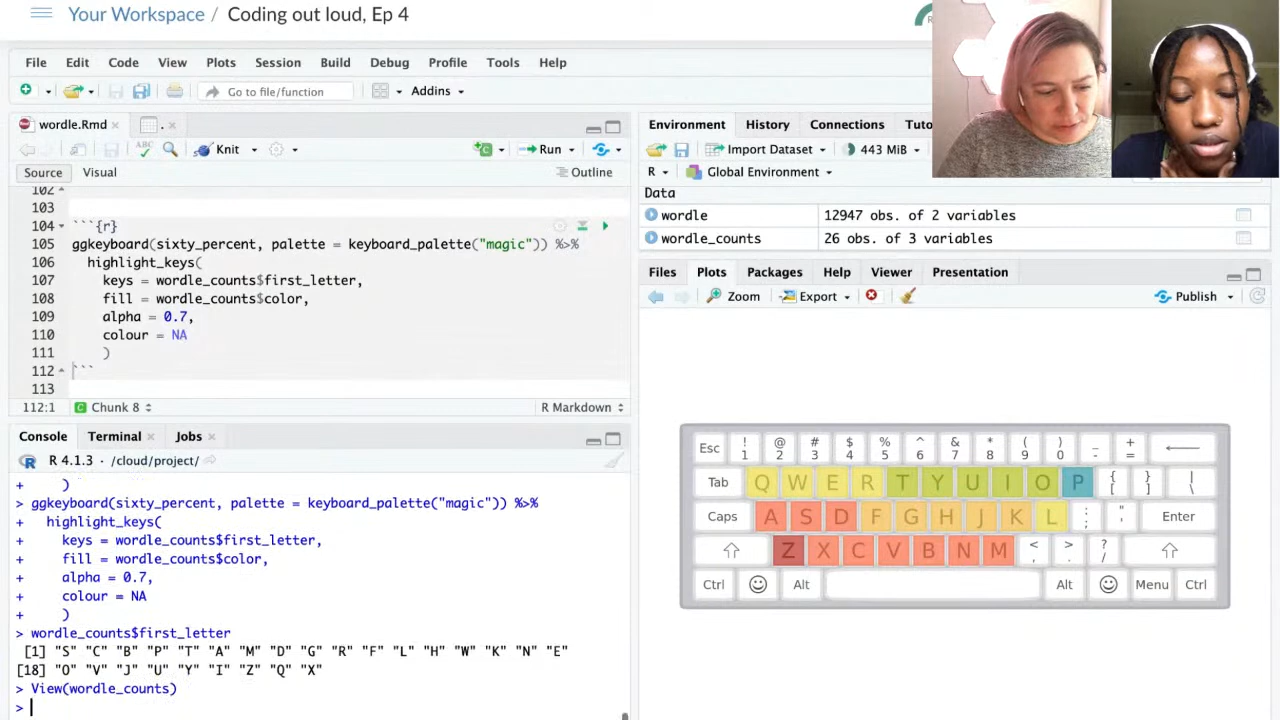 Your Workspace / Coding out loud, Ep 4
File Edit Code View Plots Session Build Debug Profile Tools Help
Go to file/function Addins
wordle.Rmd .
ABC Knit Run
Source Visual Outline
102
103
104 ```{r}
105 ggkeyboard(sixty_percent, palette = keyboard_palette("magic")) %>%
106 highlight_keys(
107 keys = wordle_counts$first_letter,
108 fill = wordle_counts$color,
109 alpha = 0.7,
110 colour = NA
111 )
112 ```
113
112:1 Chunk 8 R Markdown
Console Terminal Jobs
R 4.1.3 · /cloud/project/
+ )
> ggkeyboard(sixty_percent, palette = keyboard_palette("magic")) %>%
+ highlight_keys(
+ keys = wordle_counts$first_letter,
+ fill = wordle_counts$color,
+ alpha = 0.7,
+ colour = NA
+ )
> wordle_counts$first_letter
[1] "S" "C" "B" "P" "T" "A" "M" "D" "G" "R" "F" "L" "H" "W" "K" "N" "E"
[18] "O" "V" "J" "U" "Y" "I" "Z" "Q" "X"
> View(wordle_counts)
>
Environment History Connections
Import Dataset 443 MiB
R Global Environment
Data
wordle 12947 obs. of 2 variables
wordle_counts 26 obs. of 3 variables
Files Plots Packages Help Viewer Presentation
Zoom Export Publish
Esc ! 1 @ 2 # 3 $ 4 % 5 ^ 6 & 7 * 8 ( 9 ) 0 _ - + =
Tab Q W E R T Y U I O P { [ } ] | \
Caps A S D F G H J K L : ; " ' Enter
Z X C V B N M < , > . ? /
Ctrl Alt Alt Menu Ctrl